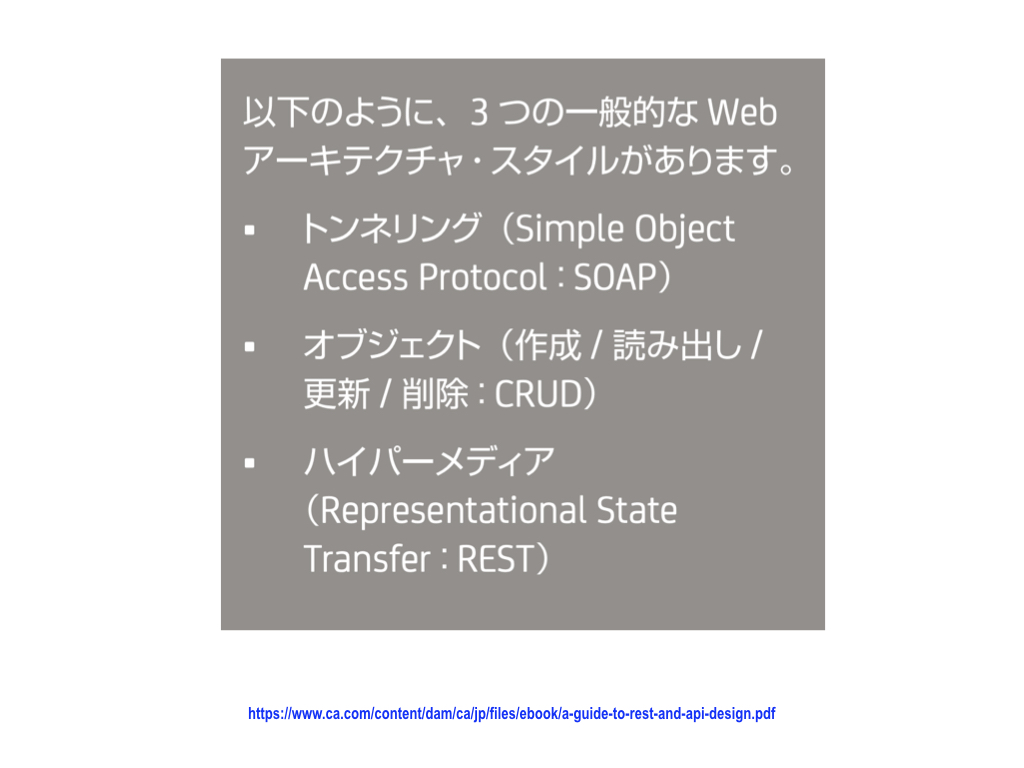 以下のように、3 つの一般的な Web
アーキテクチャ・スタイルがあります。
▪ トンネリング（Simple Object
Access Protocol：SOAP）
▪ オブジェクト（作成 / 読み出し /
更新 / 削除：CRUD）
▪ ハイパーメディア
（Representational State
Transfer：REST）
https://www.ca.com/content/dam/ca/jp/files/ebook/a-guide-to-rest-and-api-design.pdf